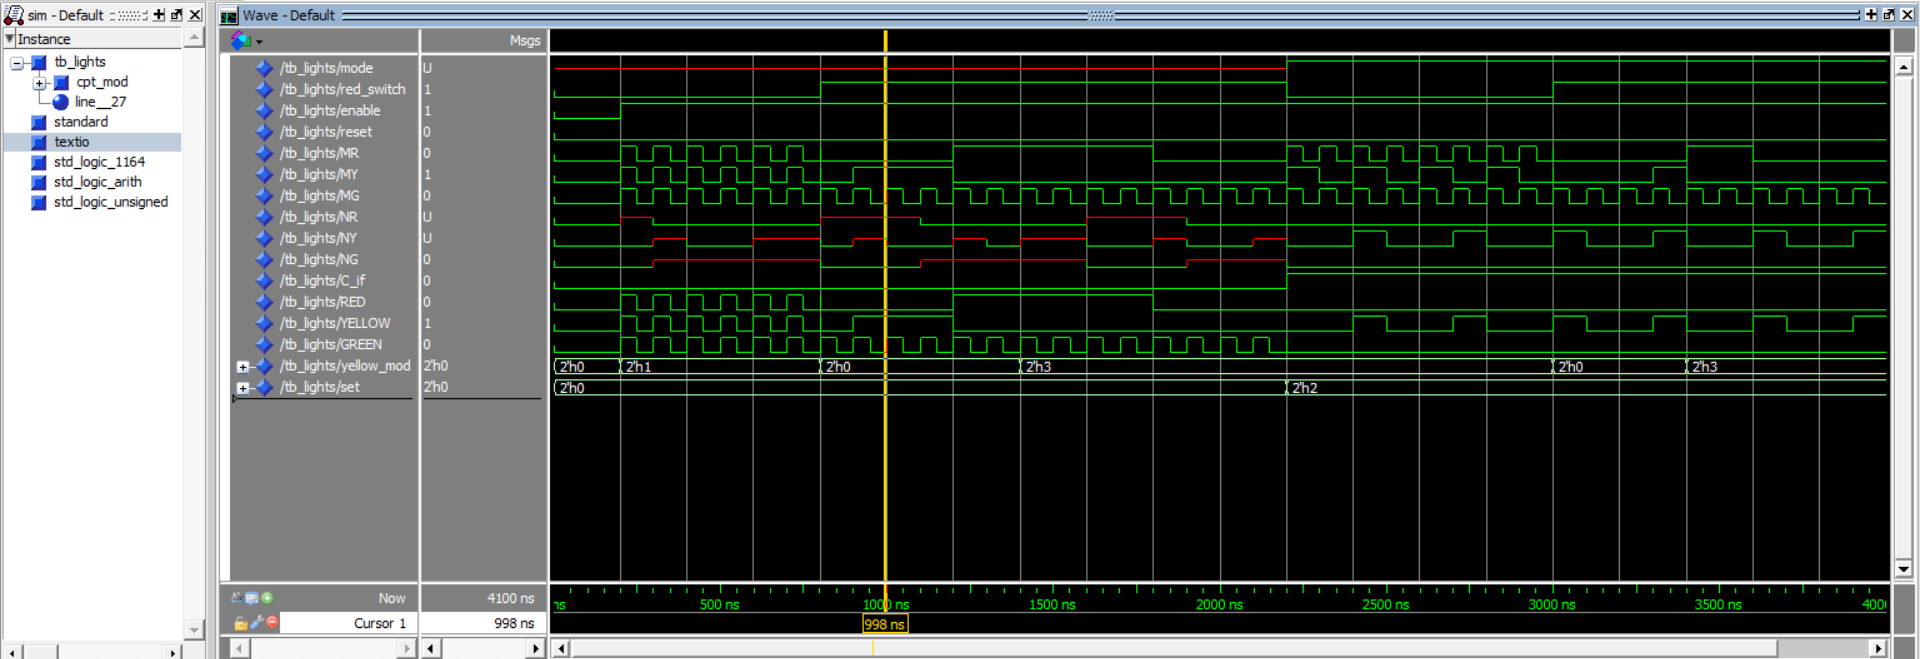 sim - Default
Instance
tb_lights
cpt_mod
line__27
standard
textio
std_logic_1164
std_logic_arith
std_logic_unsigned
Wave - Default
Msgs
/tb_lights/mode U
/tb_lights/red_switch 1
/tb_lights/enable 1
/tb_lights/reset 0
/tb_lights/MR 0
/tb_lights/MY 1
/tb_lights/MG 0
/tb_lights/NR U
/tb_lights/NY U
/tb_lights/NG 0
/tb_lights/C_if 0
/tb_lights/RED 0
/tb_lights/YELLOW 1
/tb_lights/GREEN 0
/tb_lights/yellow_mod 2'h0 2'h0 2'h1 2'h0 2'h3 2'h0 2'h3
/tb_lights/set 2'h0 2'h0 2'h2
Now 4100 ns
ns 500 ns 1000 ns 1500 ns 2000 ns 2500 ns 3000 ns 3500 ns 400
Cursor 1 998 ns
998 ns